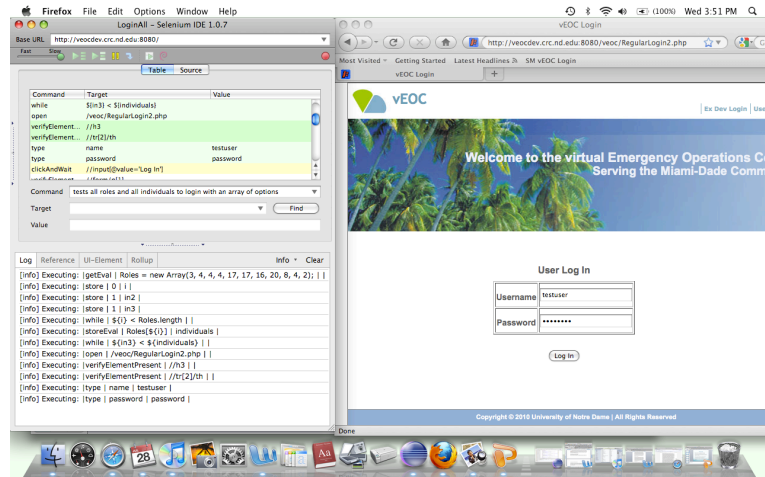 Firefox File Edit Options Window Help
(100%) Wed 3:51 PM
LoginAll – Selenium IDE 1.0.7
Base URL http://veocdev.crc.nd.edu:8080/
Fast Slow
Table Source
Command Target Value
while ${in3} < ${individuals}
open /veoc/RegularLogin2.php
verifyElement... //h3
verifyElement... //tr[2]/th
type name testuser
type password password
clickAndWait //input[@value='Log In']
Command tests all roles and all individuals to login with an array of options
Target Find
Value
Log Reference UI-Element Rollup Info Clear
[info] Executing: |getEval | Roles = new Array(3, 4, 4, 4, 17, 17, 16, 20, 8, 4, 2); | |
[info] Executing: |store | 0 | i |
[info] Executing: |store | 1 | in2 |
[info] Executing: |store | 1 | in3 |
[info] Executing: |while | ${i} < Roles.length | |
[info] Executing: |storeEval | Roles[${i}] | individuals |
[info] Executing: |while | ${in3} < ${individuals} | |
[info] Executing: |open | /veoc/RegularLogin2.php | |
[info] Executing: |verifyElementPresent | //h3 | |
[info] Executing: |verifyElementPresent | //tr[2]/th | |
[info] Executing: |type | name | testuser |
[info] Executing: |type | password | password |
vEOC Login
http://veocdev.crc.nd.edu:8080/veoc/RegularLogin2.php
Most Visited Getting Started Latest Headlines SM vEOC Login
vEOC Login
vEOC
Ex Dev Login | Use
Welcome to the virtual Emergency Operations C
Serving the Miami-Dade Comm
User Log In
Username testuser
Password ••••••••
Log In
Copyright © 2010 University of Notre Dame | All Rights Reserved
Done
28
Aa